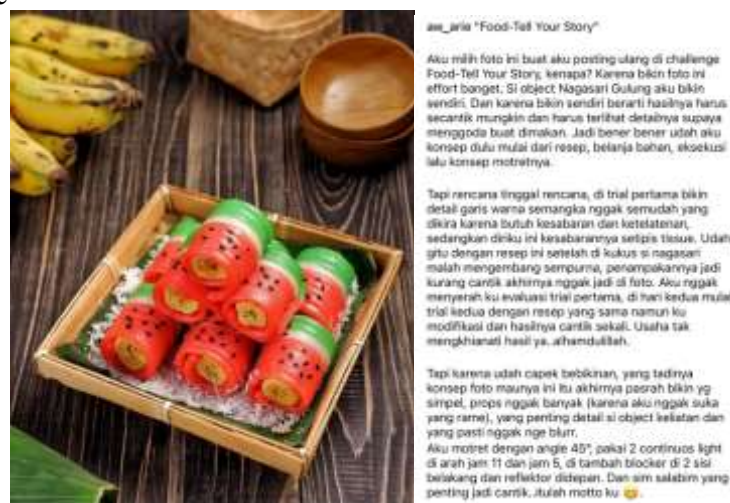 aw_arie "Food-Tell Your Story"
Aku milih foto ini buat aku posting ulang di challenge
Food-Tell Your Story, kenapa? Karena bikin foto ini
effort banget. Si object Nagasari Gulung aku bikin
sendiri. Dan karena bikin sendiri berarti hasilnya harus
secantik mungkin dan harus terlihat detailnya supaya
menggoda buat dimakan. Jadi bener bener udah aku
konsep dulu mulai dari resep, belanja bahan, eksekusi
lalu konsep motretnya.
Tapi rencana tinggal rencana, di trial pertama bikin
detail garis warna semangka nggak semudah yang
dikira karena butuh kesabaran dan ketelatenan,
sedangkan diriku ini kesabarannya setipis tissue. Udah
gitu dengan resep ini setelah di kukus si nagasari
malah mengembang sempurna, penampakannya jadi
kurang cantik akhirnya nggak jadi di foto. Aku nggak
menyerah ku evaluasi trial pertama, di hari kedua mulai
trial kedua dengan resep yang sama namun ku
modifikasi dan hasilnya cantik sekali. Usaha tak
mengkhianati hasil ya. alhamdulillah.
Tapi karena udah capek bebikinan, yang tadinya
konsep foto maunya ini itu akhirnya pasrah bikin yg
simpel, props nggak banyak (karena aku nggak suka
yang rame), yang penting detail si object keliatan dan
yang pasti nggak nge blurr.
Aku motret dengan angle 45°, pakai 2 continuos light
di arah jam 11 dan jam 5, di tambah blocker di 2 sisi
belakang dan reflektor didepan. Dan sim salabim yang
penting jadi cantik..itulah motto ku 😄.